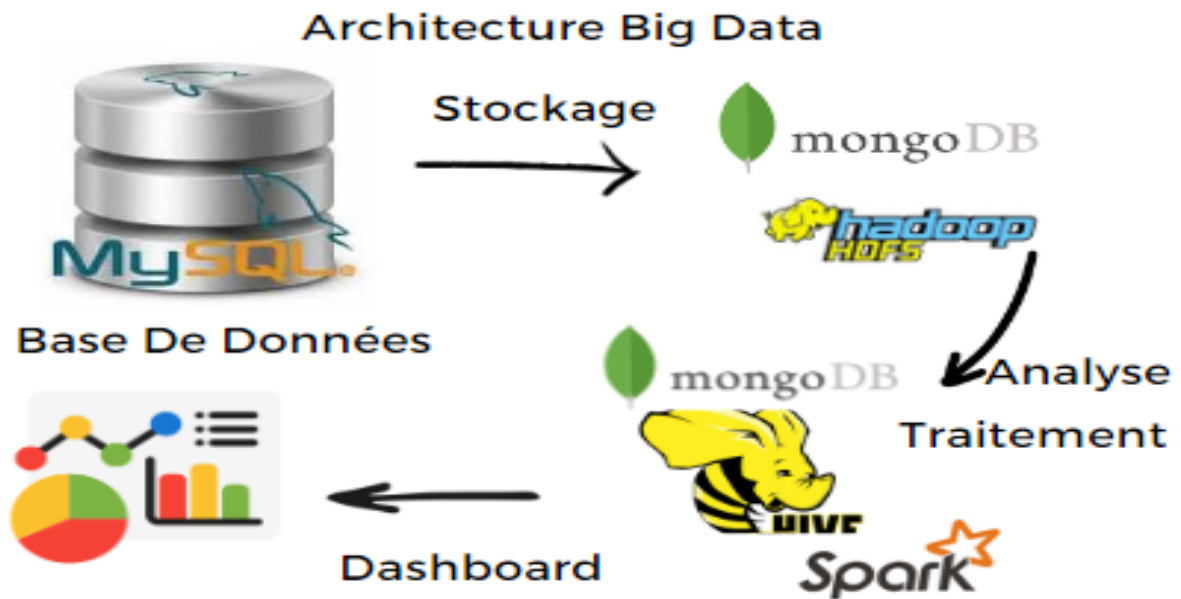 Architecture Big Data
Stockage
mongoDB
hadoop
HDFS
MySQL®
Base De Données
mongoDB
Analyse
Traitement
HIVE
Dashboard
Spark